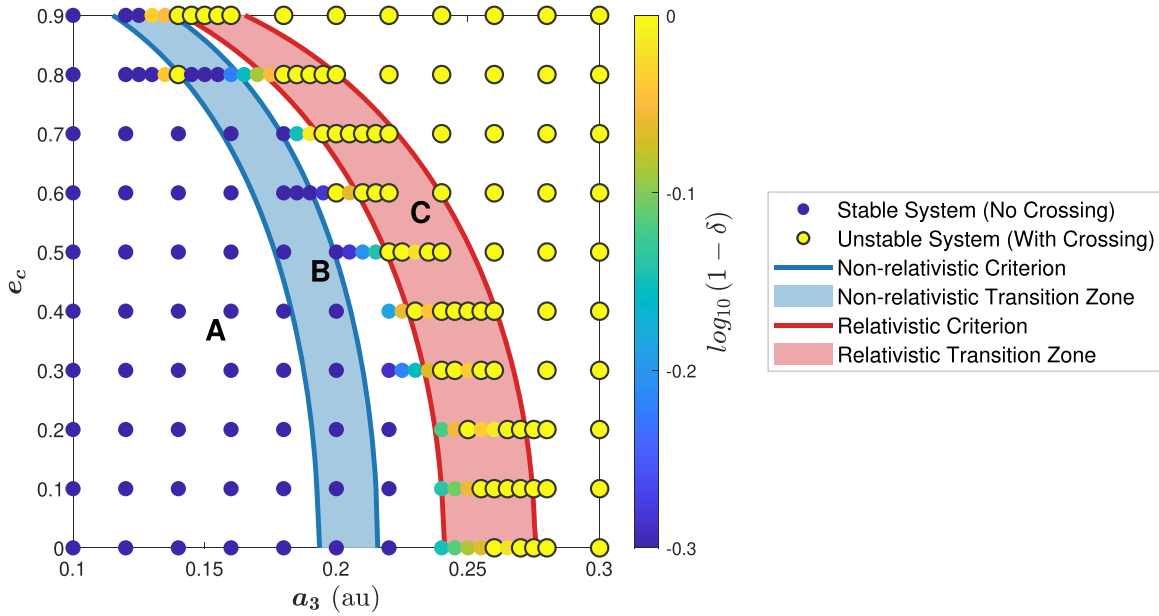 0.9
0.8
0.7
0.6
0.5
0.4
0.3
0.2
0.1
0
e_c
A
B
C
0.1
0.15
0.2
0.25
0.3
a_3 (au)
0
-0.1
-0.2
-0.3
log_{10}(1 − δ)
Stable System (No Crossing)
Unstable System (With Crossing)
Non-relativistic Criterion
Non-relativistic Transition Zone
Relativistic Criterion
Relativistic Transition Zone